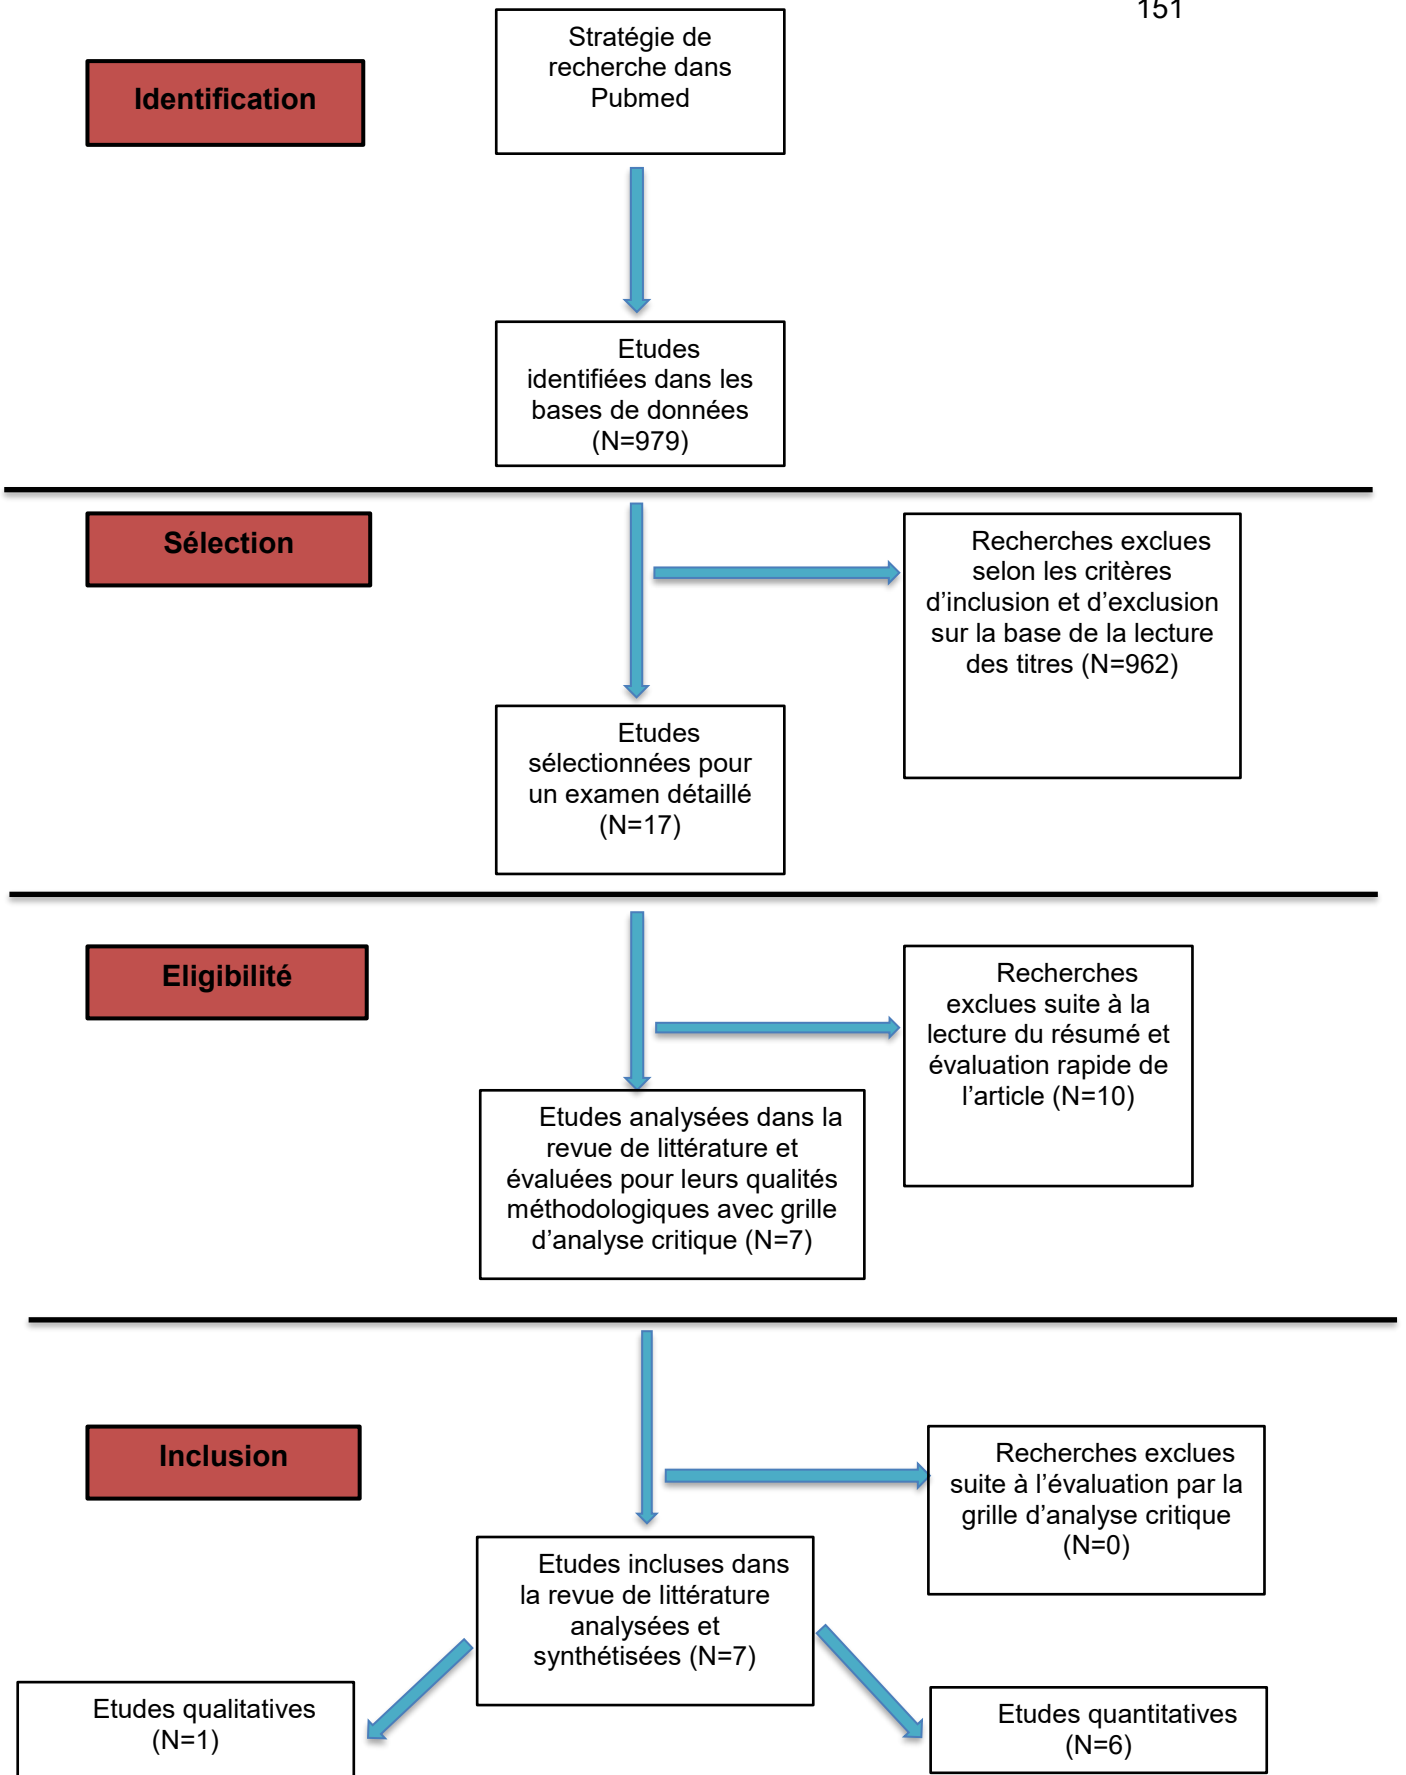 151
Stratégie de
recherche dans
Pubmed
Identification
Etudes
identifiées dans les
bases de données
(N=979)
Sélection
Recherches exclues
selon les critères
d’inclusion et d’exclusion
sur la base de la lecture
des titres (N=962)
Etudes
sélectionnées pour
un examen détaillé
(N=17)
Eligibilité
Recherches
exclues suite à la
lecture du résumé et
évaluation rapide de
l’article (N=10)
Etudes analysées dans la
revue de littérature et
évaluées pour leurs qualités
méthodologiques avec grille
d’analyse critique (N=7)
Inclusion
Recherches exclues
suite à l’évaluation par la
grille d’analyse critique
(N=0)
Etudes incluses dans
la revue de littérature
analysées et
synthétisées (N=7)
Etudes qualitatives
(N=1)
Etudes quantitatives
(N=6)